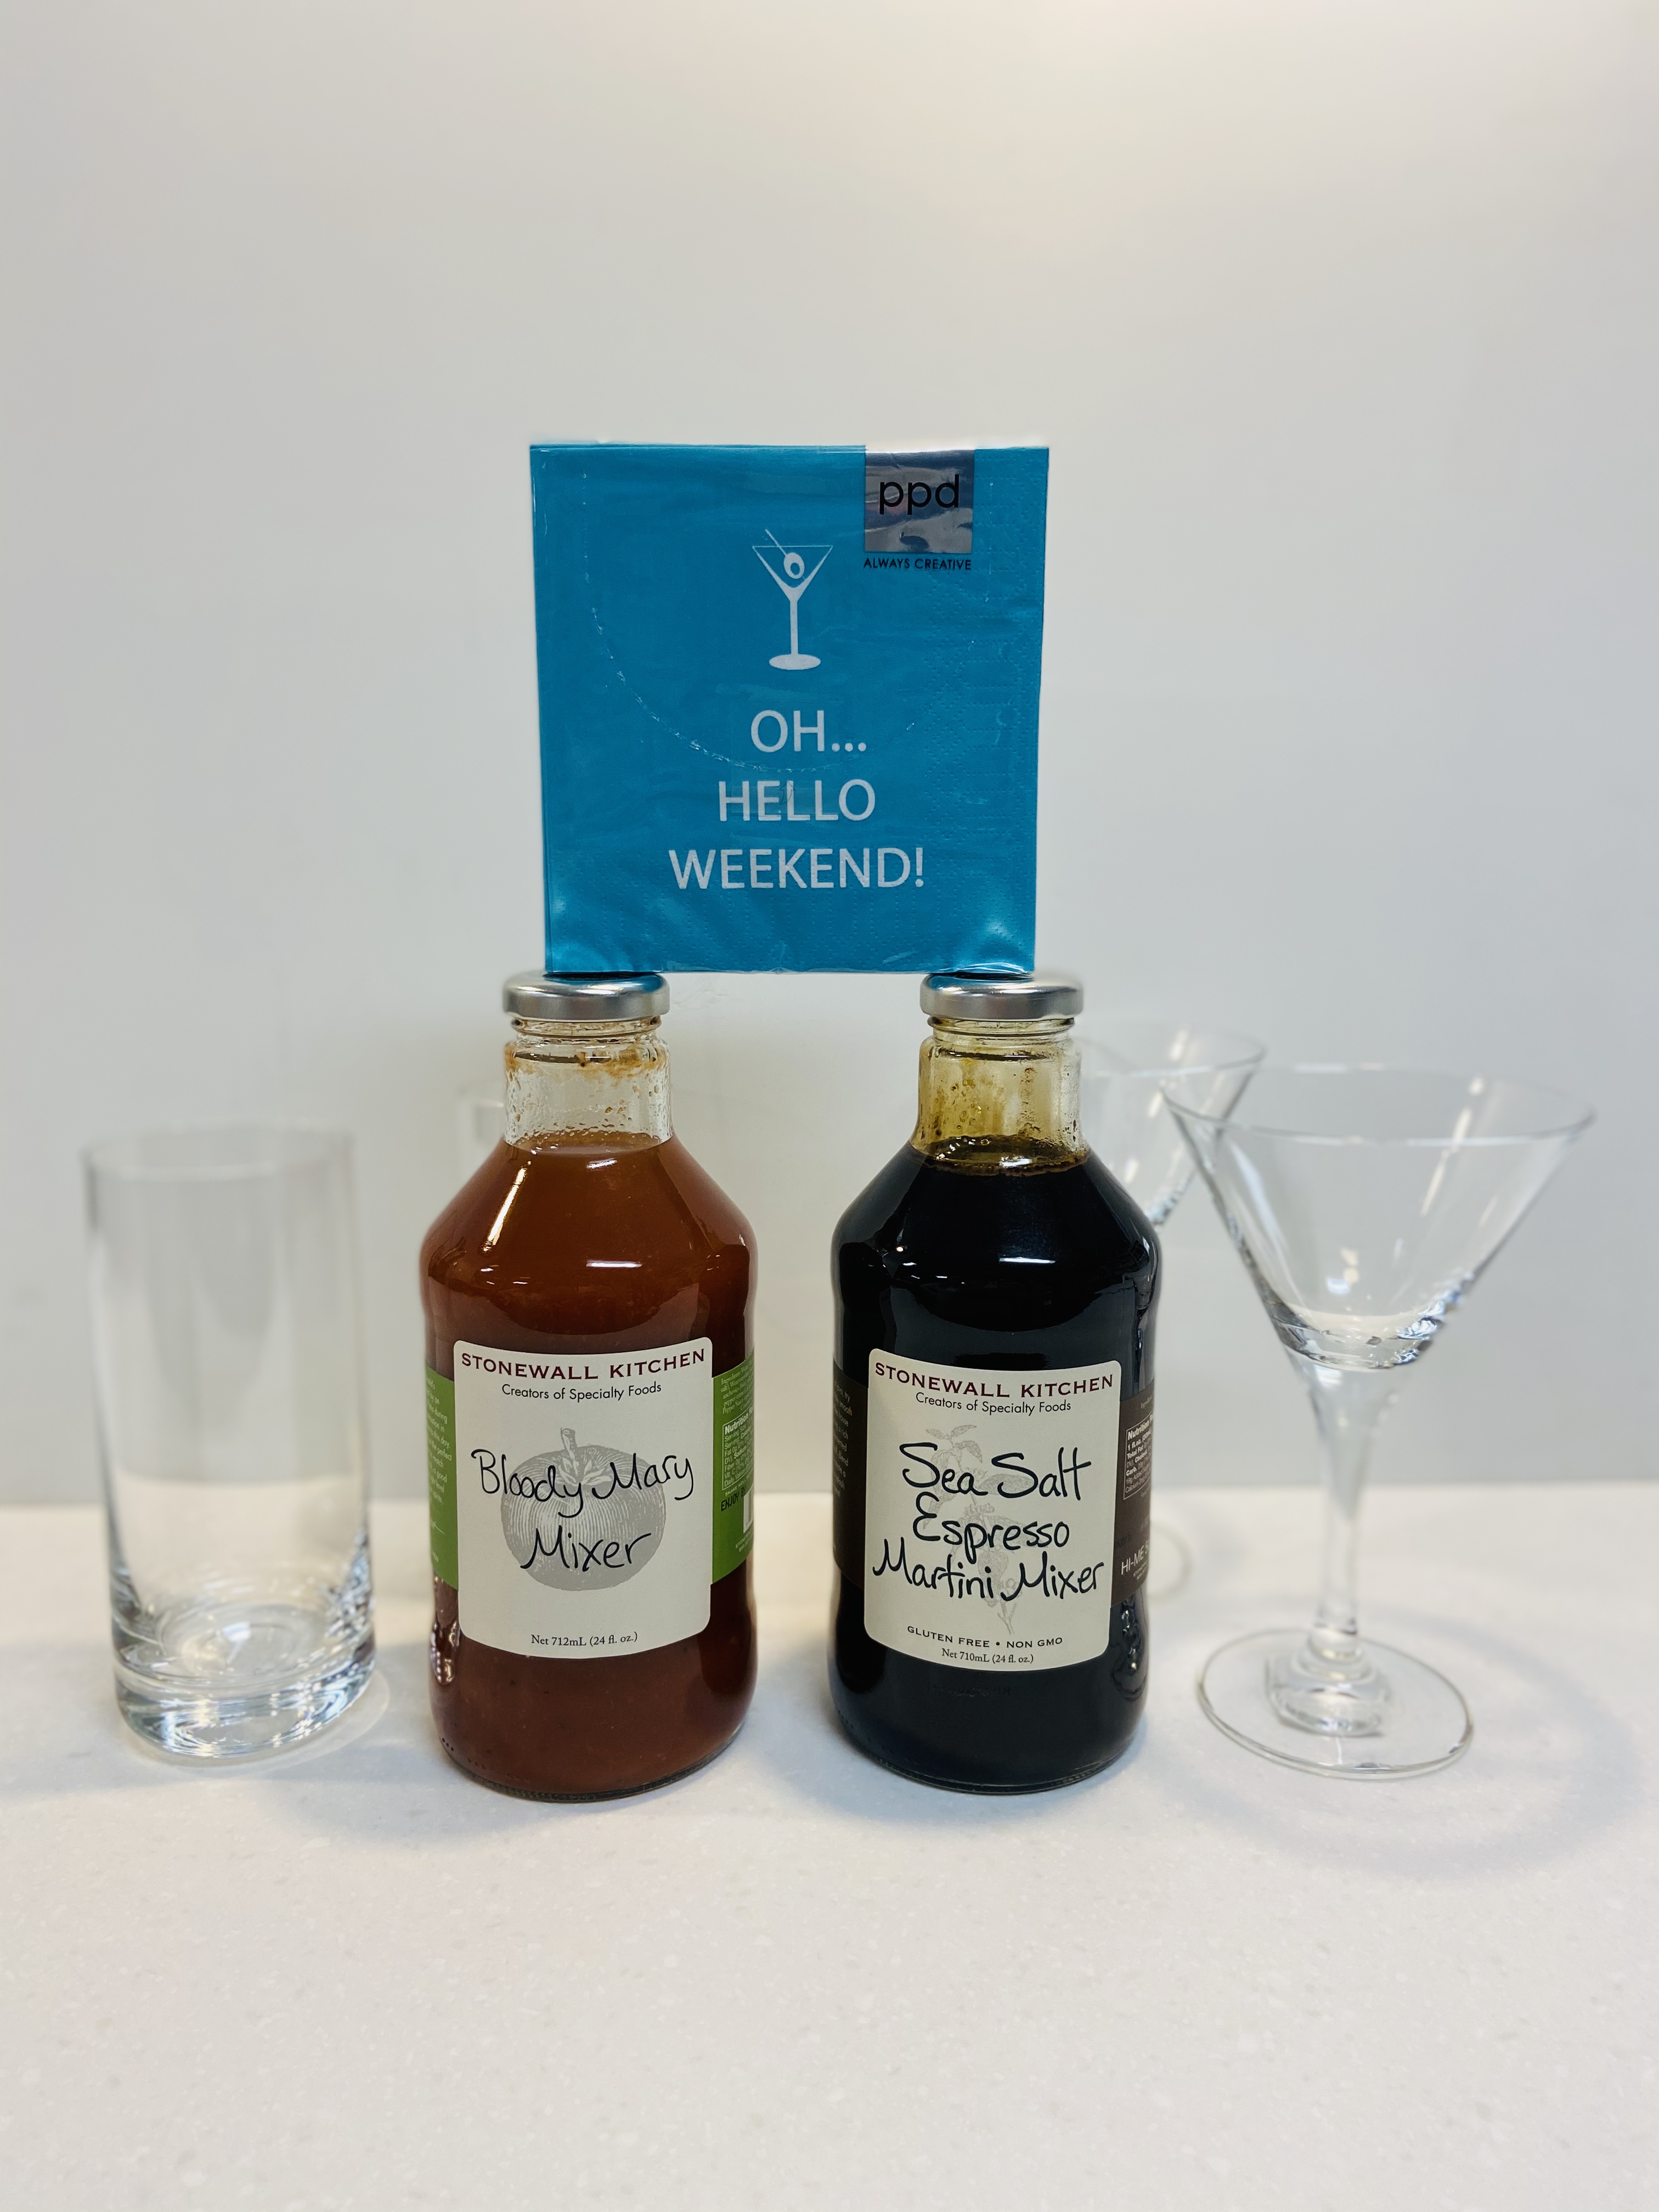 ppd
ALWAYS CREATIVE
OH...
HELLO
WEEKEND!
STONEWALL KITCHEN
Creators of Specialty Foods
Bloody Mary
Mixer
Net 712mL (24 fl. oz.)
ENJOY
STONEWALL KITCHEN
Creators of Specialty Foods
Sea Salt
Espresso
Martini Mixer
GLUTEN FREE • NON GMO
Net 710mL (24 fl. oz.)
Nutrition